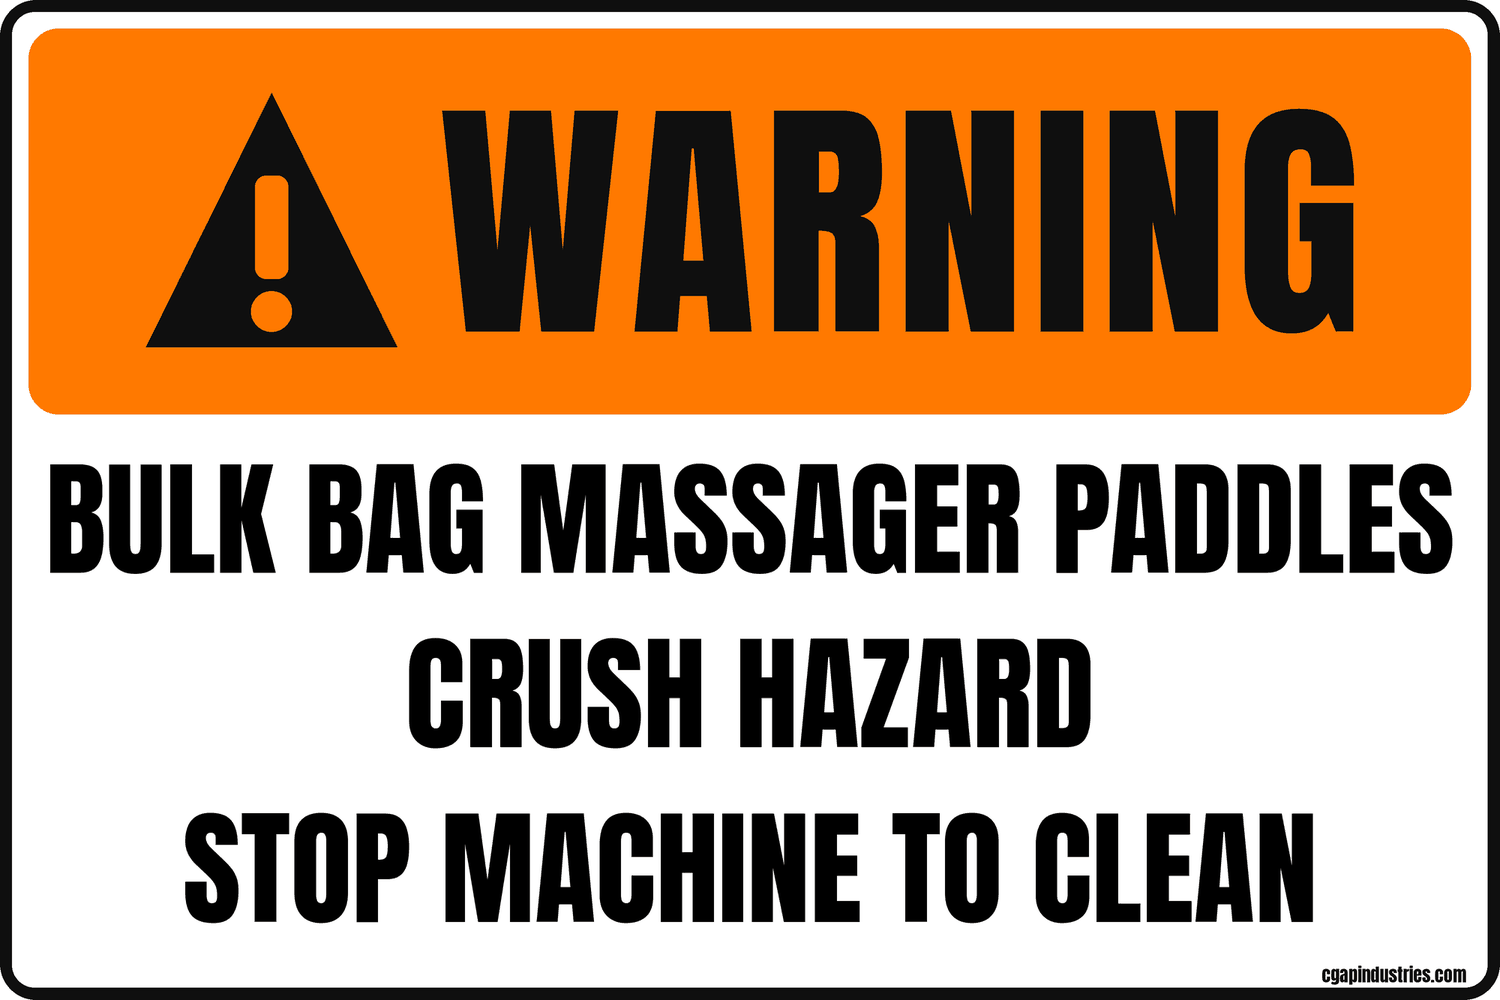 WARNING
BULK BAG MASSAGER PADDLES
CRUSH HAZARD
STOP MACHINE TO CLEAN
cgapindustries.com